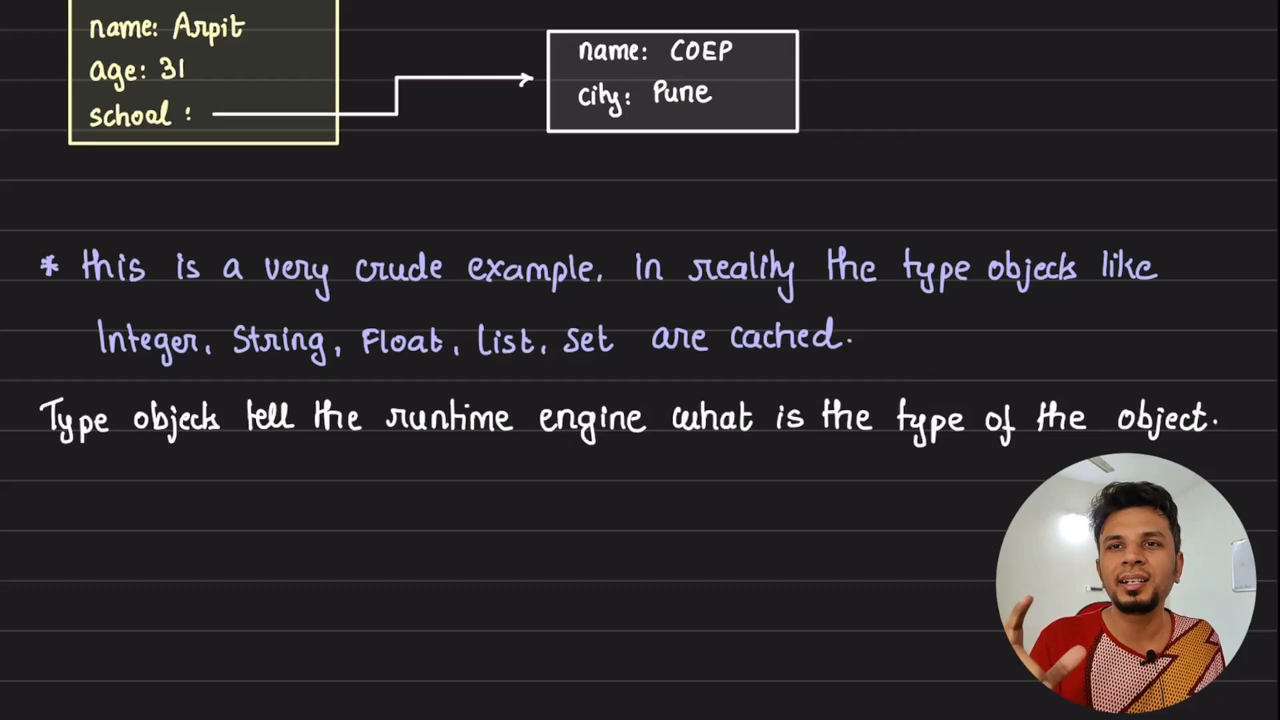 name: Arpit
age: 31
school :
name: COEP
city: Pune
* this is a very crude example. in reality the type objects like
Integer, String, Float, List, Set are cached.
Type objects tell the runtime engine what is the type of the object.